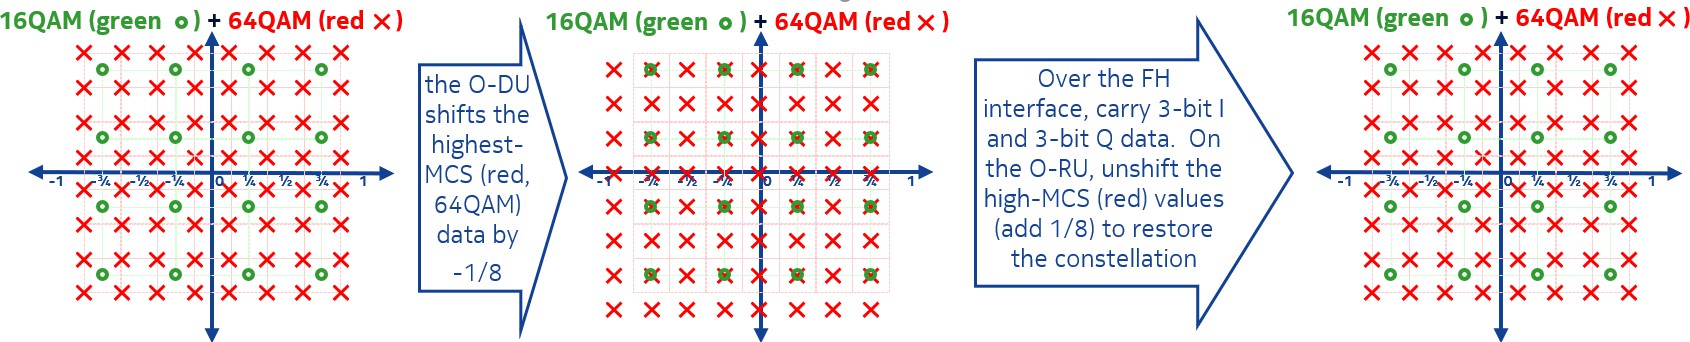 16QAM (green o) + 64QAM (red ×)
-1 -¾ -½ -¼ 0 ¼ ½ ¾ 1
the O-DU
shifts the
highest-
MCS (red,
64QAM)
data by
-1/8
16QAM (green o) + 64QAM (red ×)
-1 -¾ -½ -¼ 0 ¼ ½ ¾ 1
Over the FH
interface, carry 3-bit I
and 3-bit Q data. On
the O-RU, unshift the
high-MCS (red) values
(add 1/8) to restore
the constellation
16QAM (green o) + 64QAM (red ×)
-1 -¾ -½ -¼ 0 ¼ ½ ¾ 1